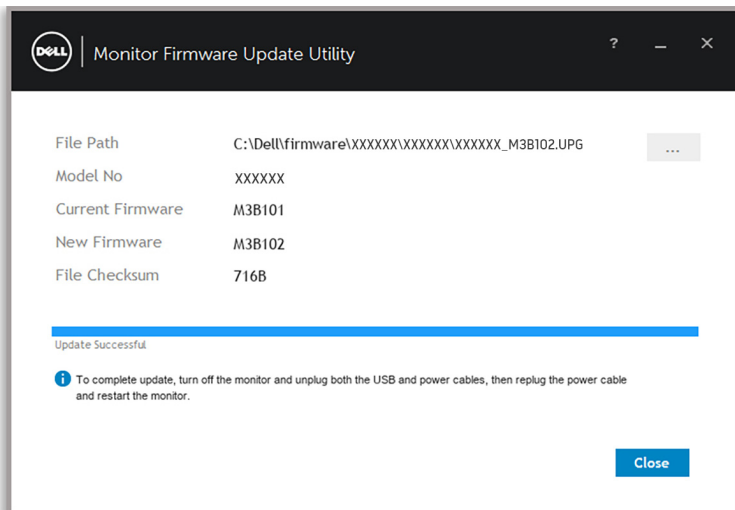 DELL Monitor Firmware Update Utility ? _ ×
File Path C:\Dell\firmware\XXXXXX\XXXXXX\XXXXXX_M3B102.UPG ...
Model No XXXXXX
Current Firmware M3B101
New Firmware M3B102
File Checksum 716B
Update Successful
i To complete update, turn off the monitor and unplug both the USB and power cables, then replug the power cable
and restart the monitor.
Close